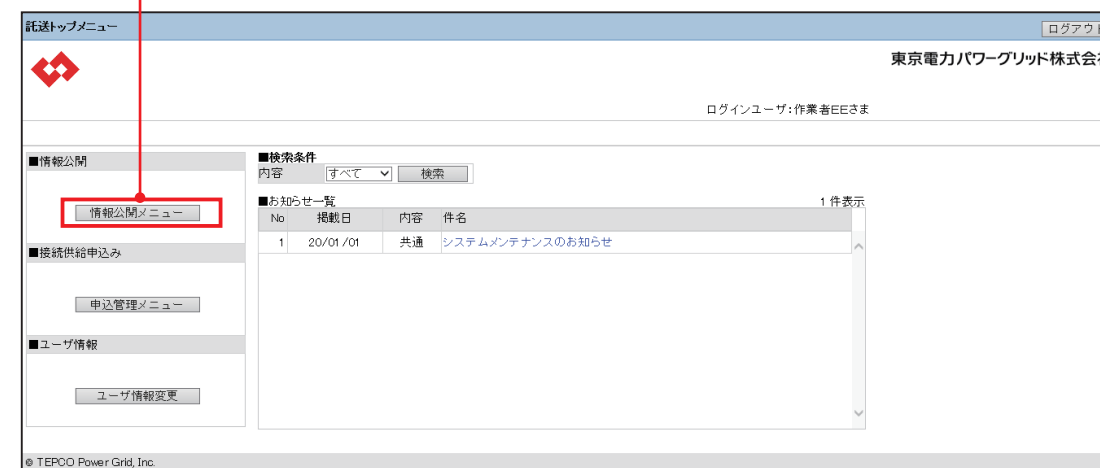 託送トップメニュー
ログアウト
東京電力パワーグリッド株式会社
ログインユーザ:作業者EEさま
■情報公開
情報公開メニュー
■接続供給申込み
申込管理メニュー
■ユーザ情報
ユーザ情報変更
■検索条件
内容 すべて 検索
■お知らせ一覧 1 件表示
No 掲載日 内容 件名
1 20/01/01 共通 システムメンテナンスのお知らせ
© TEPCO Power Grid, Inc.